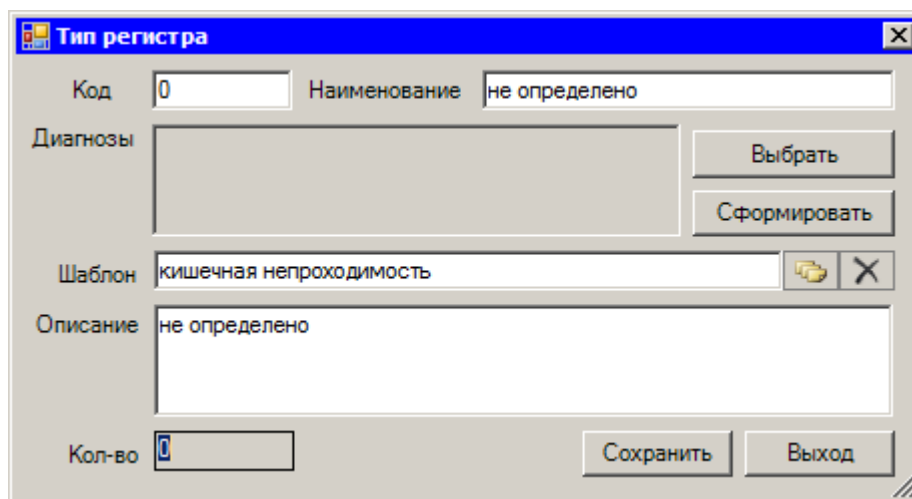 Тип регистра
Код 0 Наименование не определено
Диагнозы
Выбрать
Сформировать
Шаблон кишечная непроходимость
Описание не определено
Кол-во 0 Сохранить Выход